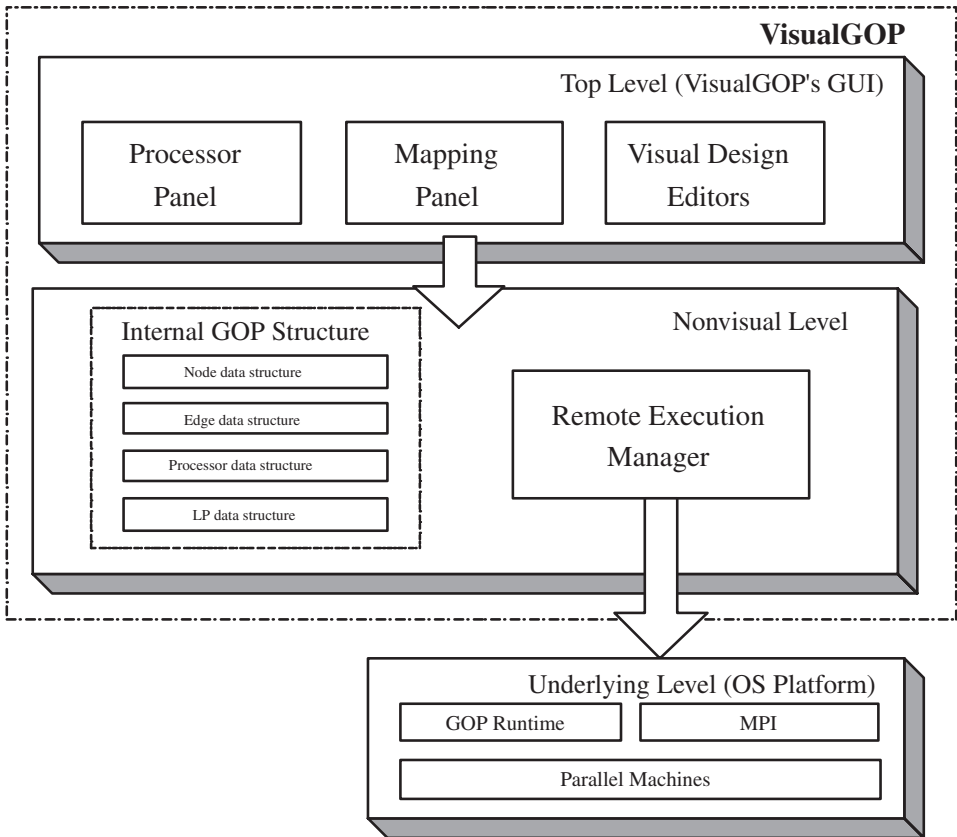 VisualGOP
Top Level (VisualGOP's GUI)
Processor
Panel
Mapping
Panel
Visual Design
Editors
Nonvisual Level
Internal GOP Structure
Node data structure
Edge data structure
Processor data structure
LP data structure
Remote Execution
Manager
Underlying Level (OS Platform)
GOP Runtime
MPI
Parallel Machines